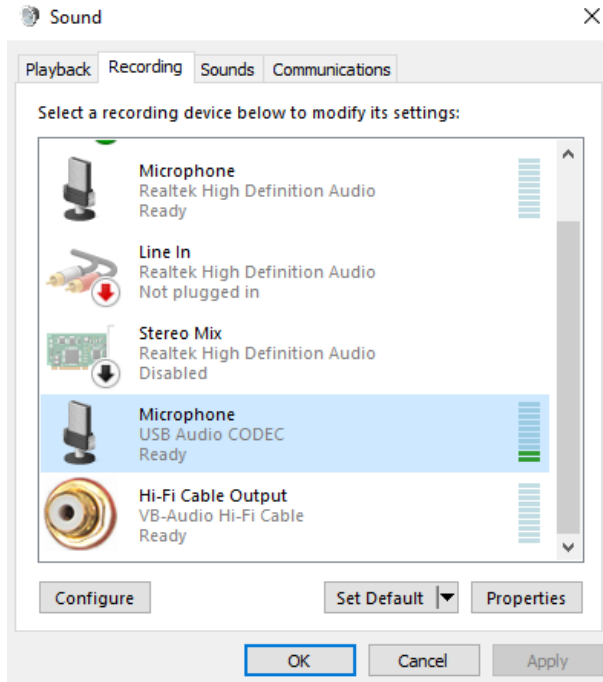 Sound
Playback Recording Sounds Communications
Select a recording device below to modify its settings:
Microphone
Realtek High Definition Audio
Ready
Line In
Realtek High Definition Audio
Not plugged in
Stereo Mix
Realtek High Definition Audio
Disabled
Microphone
USB Audio CODEC
Ready
Hi-Fi Cable Output
VB-Audio Hi-Fi Cable
Ready
Configure Set Default Properties
OK Cancel Apply